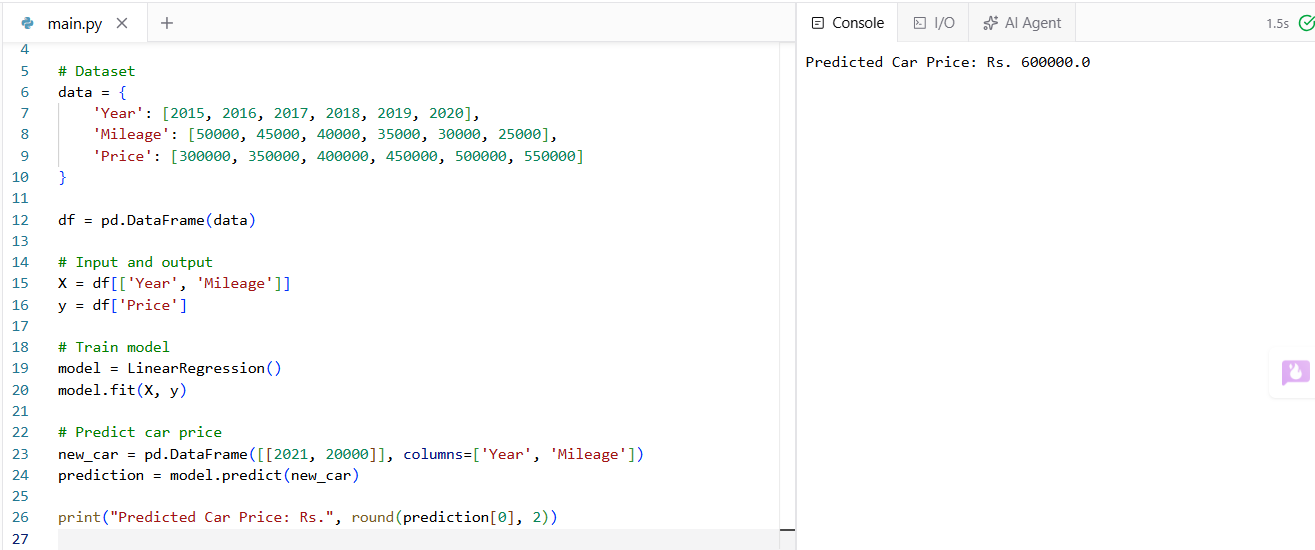 main.py × +
4
5 # Dataset
6 data = {
7     'Year': [2015, 2016, 2017, 2018, 2019, 2020],
8     'Mileage': [50000, 45000, 40000, 35000, 30000, 25000],
9     'Price': [300000, 350000, 400000, 450000, 500000, 550000]
10 }
11
12 df = pd.DataFrame(data)
13
14 # Input and output
15 X = df[['Year', 'Mileage']]
16 y = df['Price']
17
18 # Train model
19 model = LinearRegression()
20 model.fit(X, y)
21
22 # Predict car price
23 new_car = pd.DataFrame([[2021, 20000]], columns=['Year', 'Mileage'])
24 prediction = model.predict(new_car)
25
26 print("Predicted Car Price: Rs.", round(prediction[0], 2))
27
Console I/O AI Agent 1.5s
Predicted Car Price: Rs. 600000.0